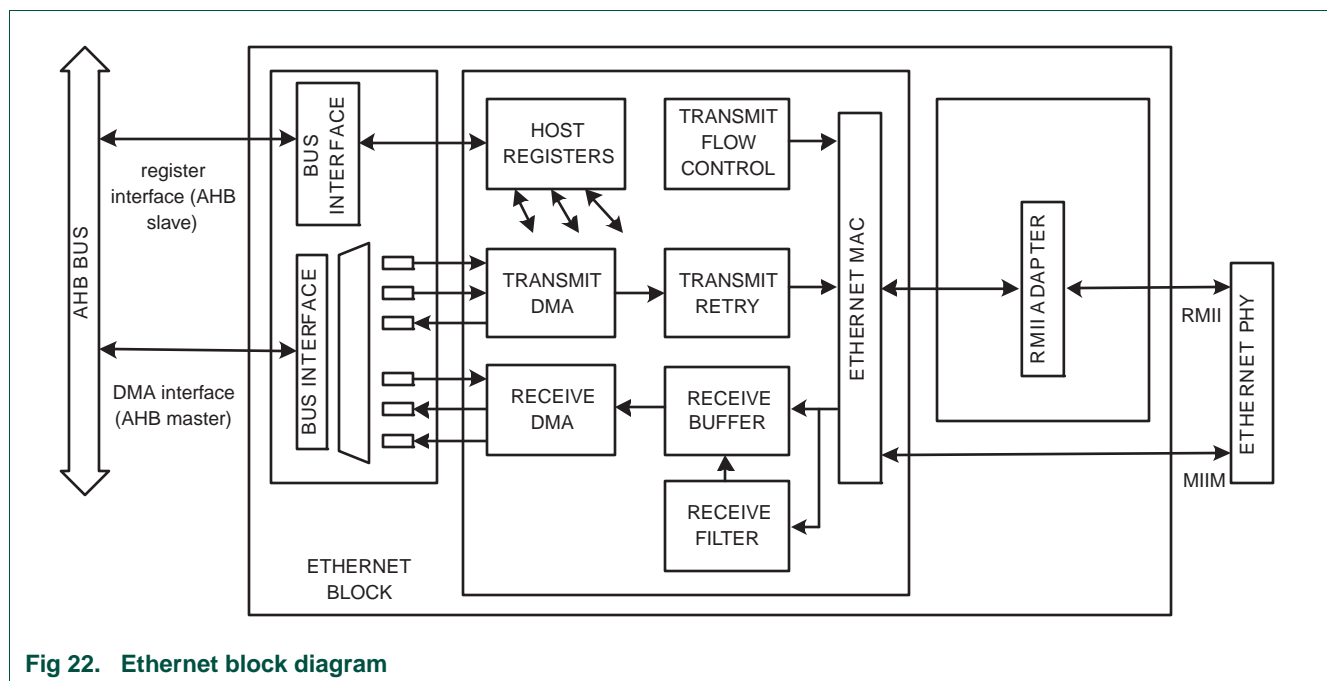 AHB BUS
register
interface (AHB
slave)
DMA interface
(AHB master)
BUS
INTERFACE
BUS INTERFACE
ETHERNET
BLOCK
HOST
REGISTERS
TRANSMIT
FLOW
CONTROL
TRANSMIT
DMA
TRANSMIT
RETRY
RECEIVE
DMA
RECEIVE
BUFFER
RECEIVE
FILTER
ETHERNET MAC
RMII ADAPTER
RMII
MIIM
ETHERNET PHY
Fig 22. Ethernet block diagram